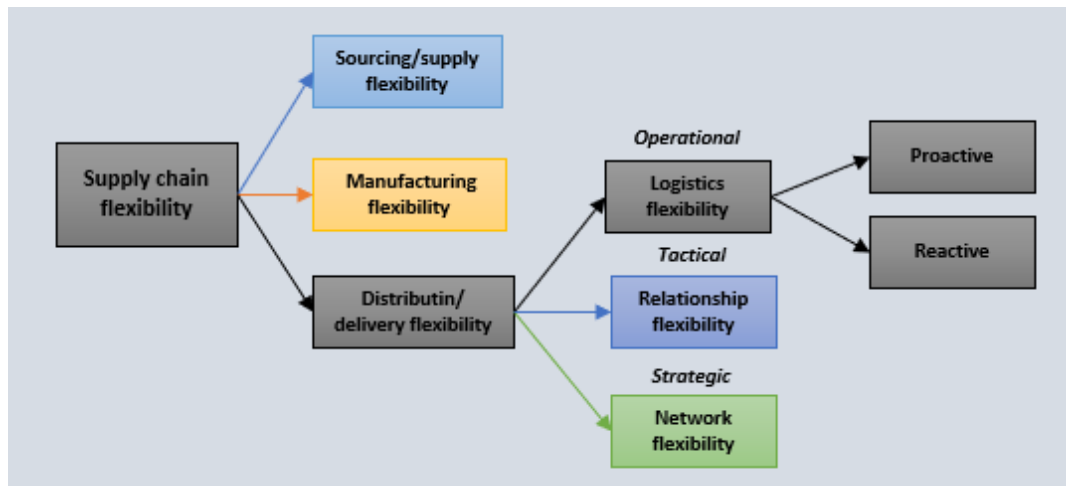 Sourcing/supply
flexibility
Supply chain
flexibility
Manufacturing
flexibility
Distributin/
delivery flexibility
Operational
Logistics
flexibility
Tactical
Relationship
flexibility
Strategic
Network
flexibility
Proactive
Reactive